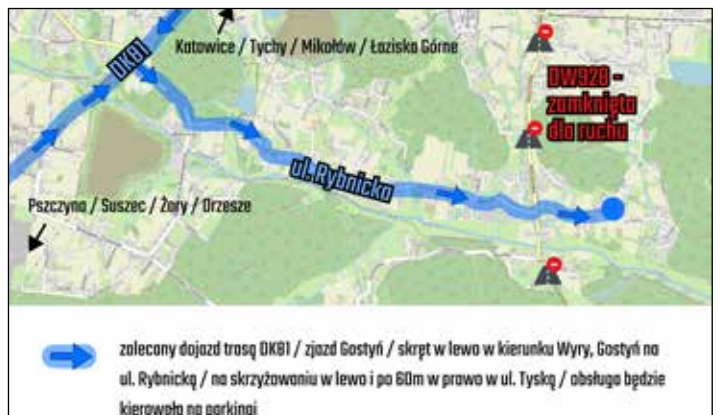 DK81
Katowice / Tychy / Mikołów / Łaziska Górne
DW928 -
zamknięta
dla ruchu
ul. Rybnicka
Pszczyna / Suszec / Żory / Orzesze
zalecany dojazd trasą DK81 / zjazd Gostyń / skręt w lewo w kierunku Wyry, Gostyń na
ul. Rybnicką / na skrzyżowaniu w lewo i po 60m w prawo w ul. Tyską / obsługa będzie
kierowała na parkingi